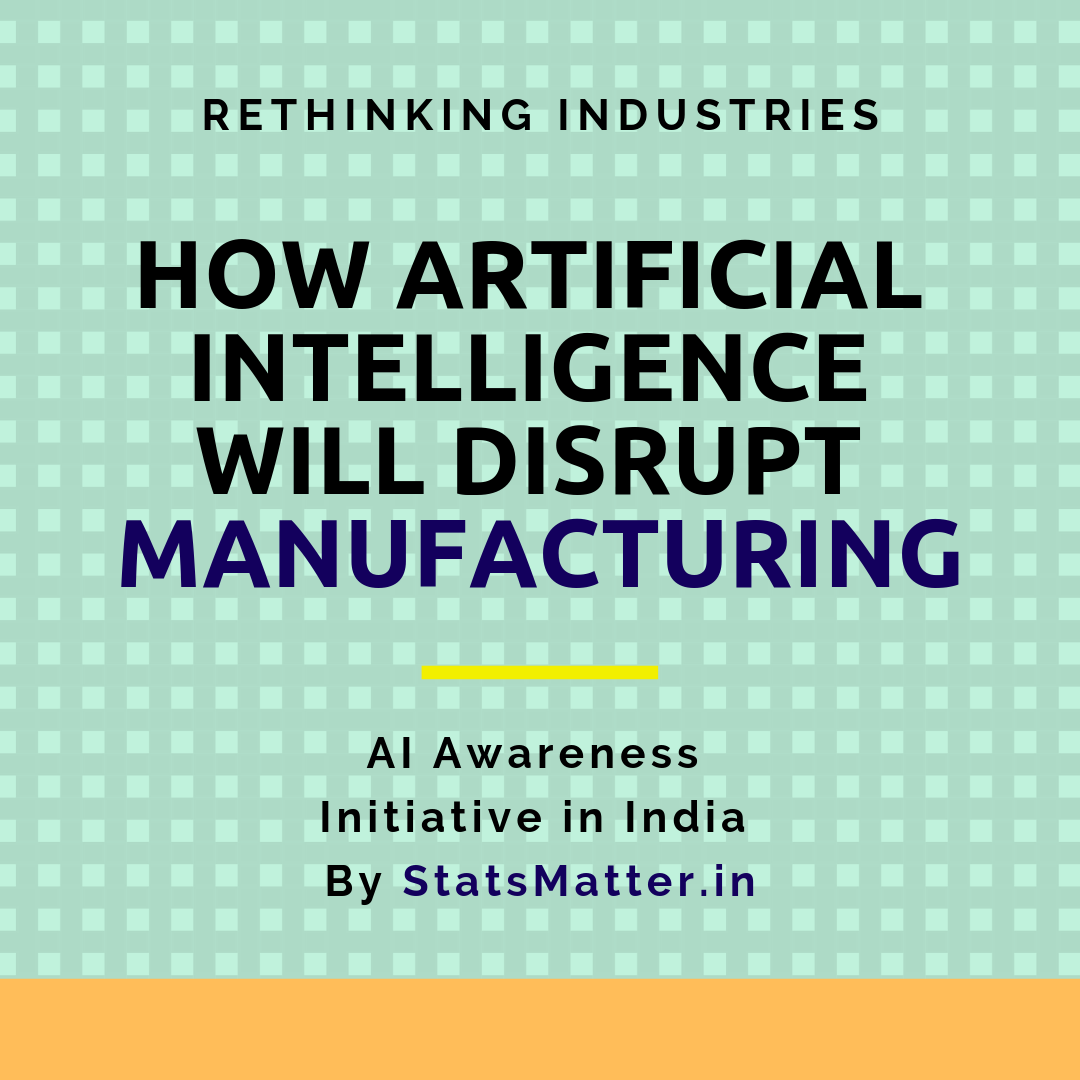 RETHINKING INDUSTRIES
HOW ARTIFICIAL
INTELLIGENCE
WILL DISRUPT
MANUFACTURING
AI Awareness
Initiative in India
By StatsMatter.in